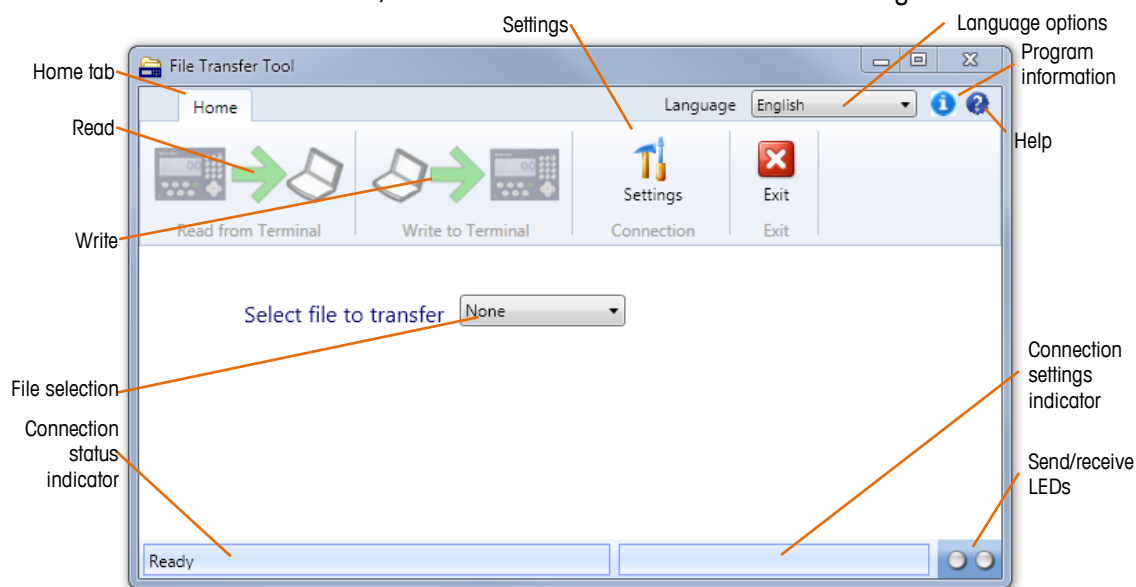 Settings
Language options
Home tab
File Transfer Tool
Program
information
Home
Language
English
Read
Help
Settings
Exit
Write
Read from Terminal
Write to Terminal
Connection
Exit
Select file to transfer
None
File selection
Connection
settings
indicator
Connection
status
indicator
Send/receive
LEDs
Ready